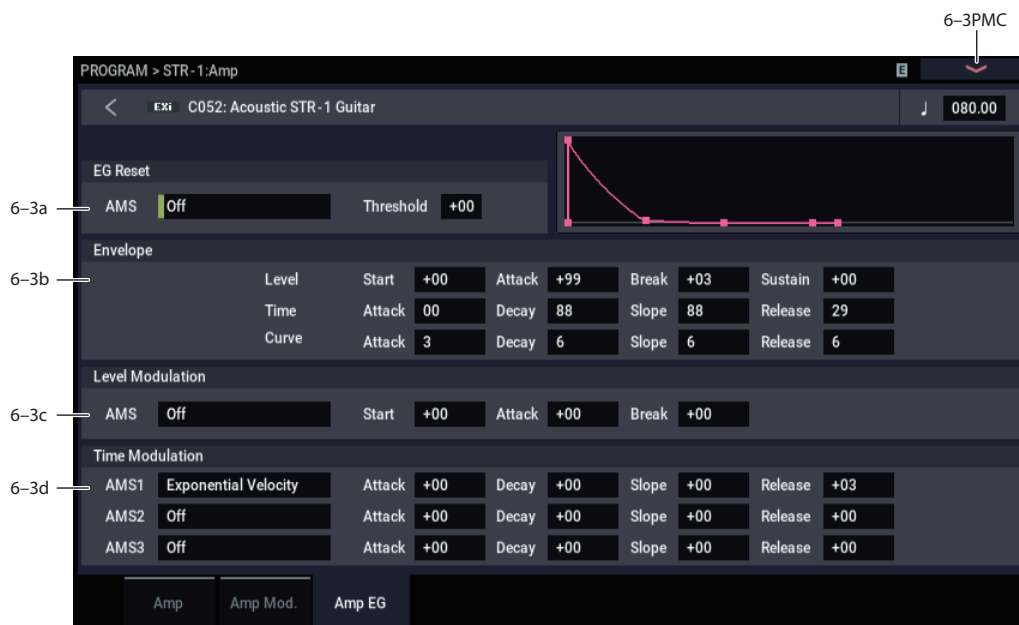 6–3PMC
PROGRAM > STR-1:Amp E
EXi C052: Acoustic STR-1 Guitar ♩ 080.00
EG Reset
6–3a AMS Off Threshold +00
Envelope
6–3b Level Start +00 Attack +99 Break +03 Sustain +00
Time Attack 00 Decay 88 Slope 88 Release 29
Curve Attack 3 Decay 6 Slope 6 Release 6
Level Modulation
6–3c AMS Off Start +00 Attack +00 Break +00
Time Modulation
6–3d AMS1 Exponential Velocity Attack +00 Decay +00 Slope +00 Release +03
AMS2 Off Attack +00 Decay +00 Slope +00 Release +00
AMS3 Off Attack +00 Decay +00 Slope +00 Release +00
Amp Amp Mod. Amp EG